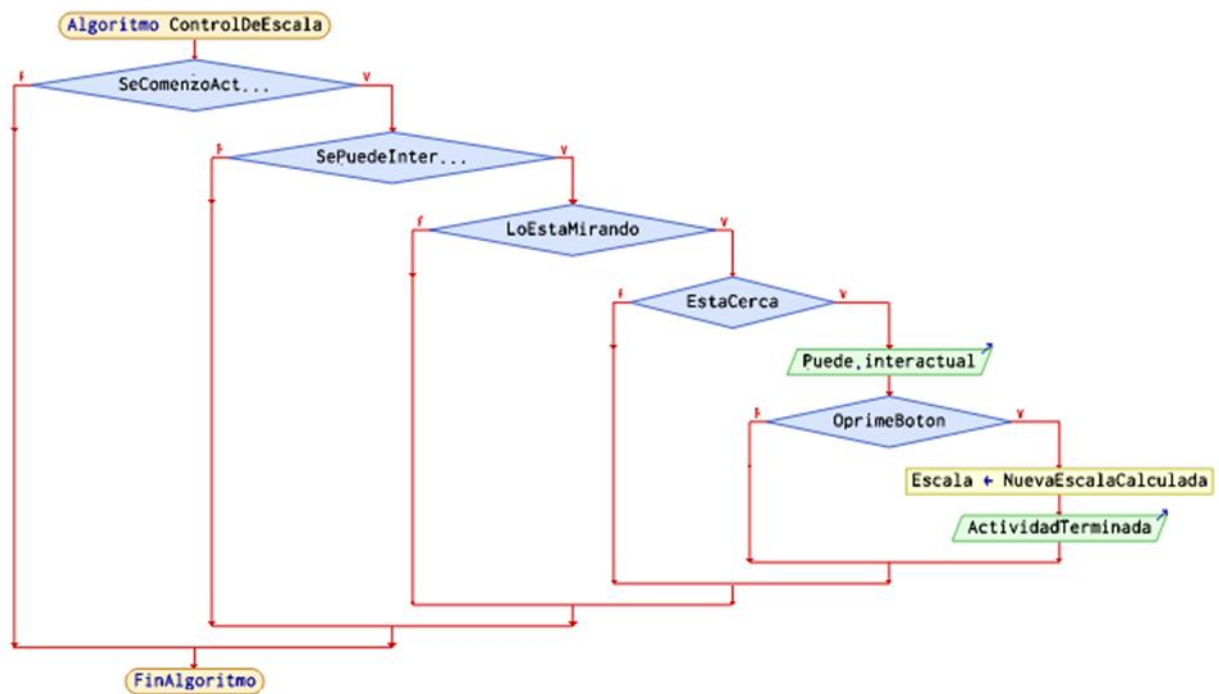 Algoritmo ControlDeEscala
F
SeComenzoAct...
V
F
SePuedeInter...
V
F
LoEstaMirando
V
F
EstaCerca
V
Puede interactual
F
OprimeBoton
V
Escala ← NuevaEscalaCalculada
ActividadTerminada
FinAlgoritmo